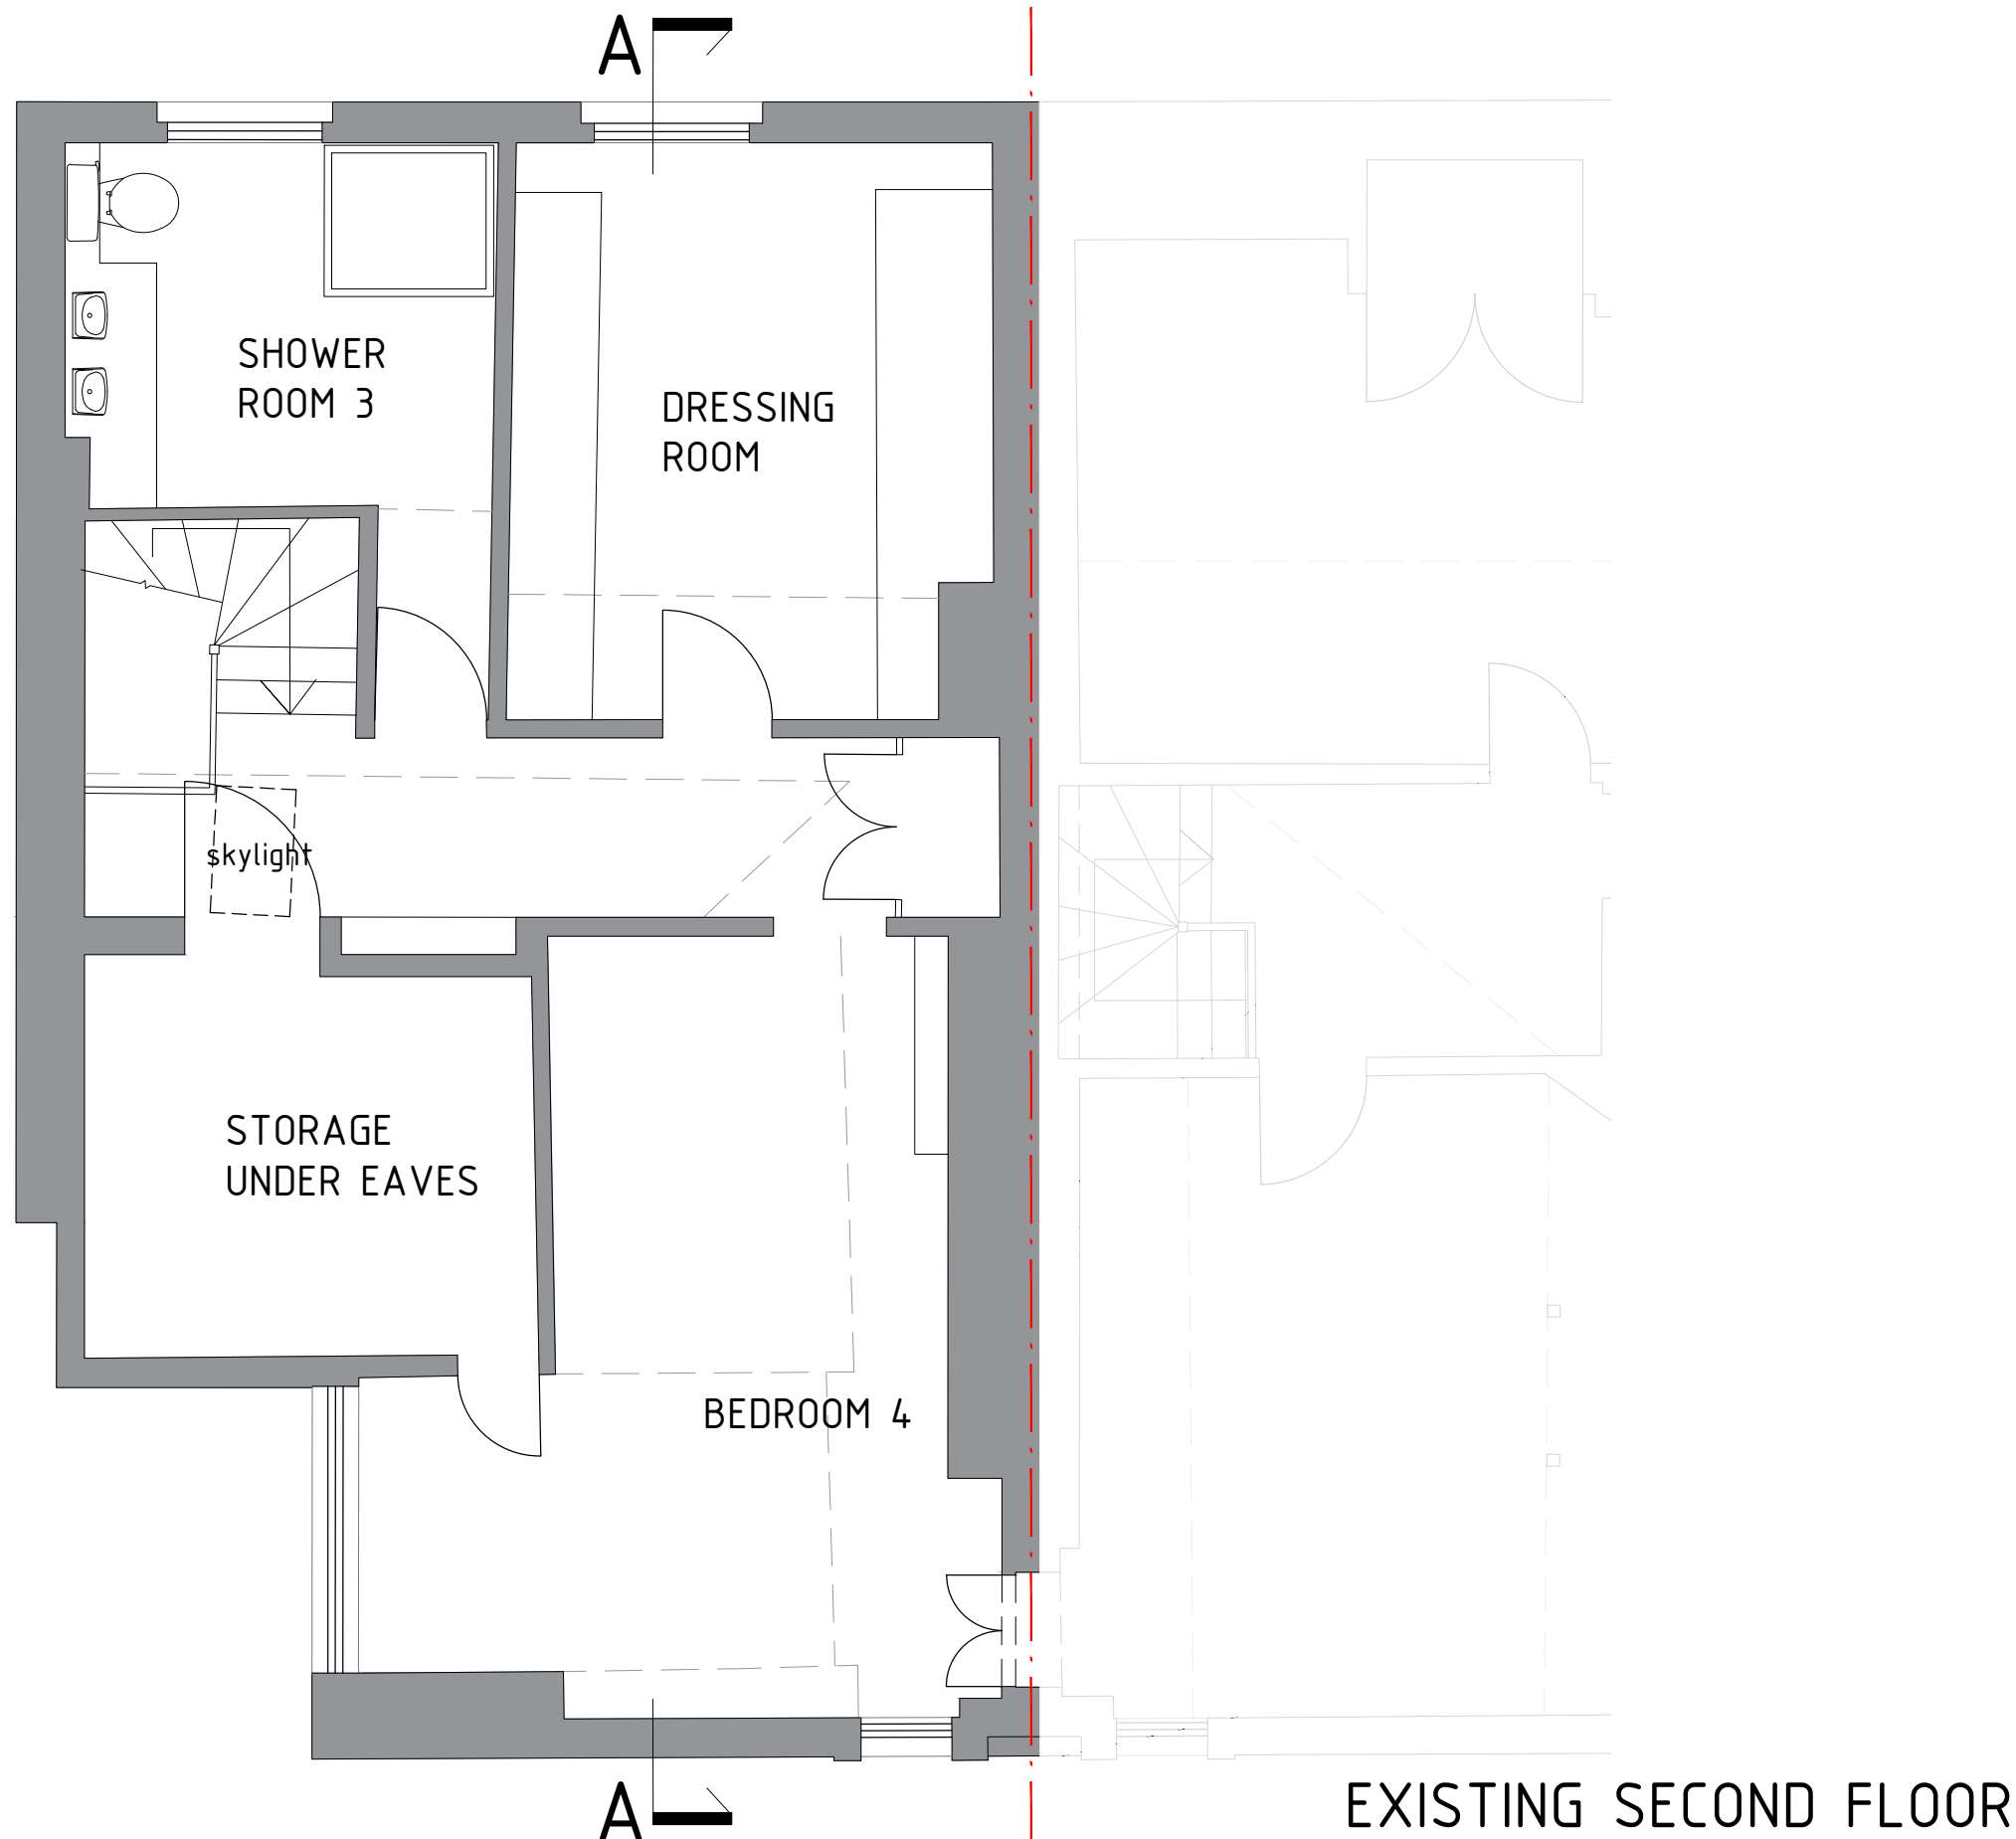 A
SHOWER
ROOM 3
DRESSING
ROOM
skylight
STORAGE
UNDER EAVES
BEDROOM 4
A
EXISTING SECOND FLOOR